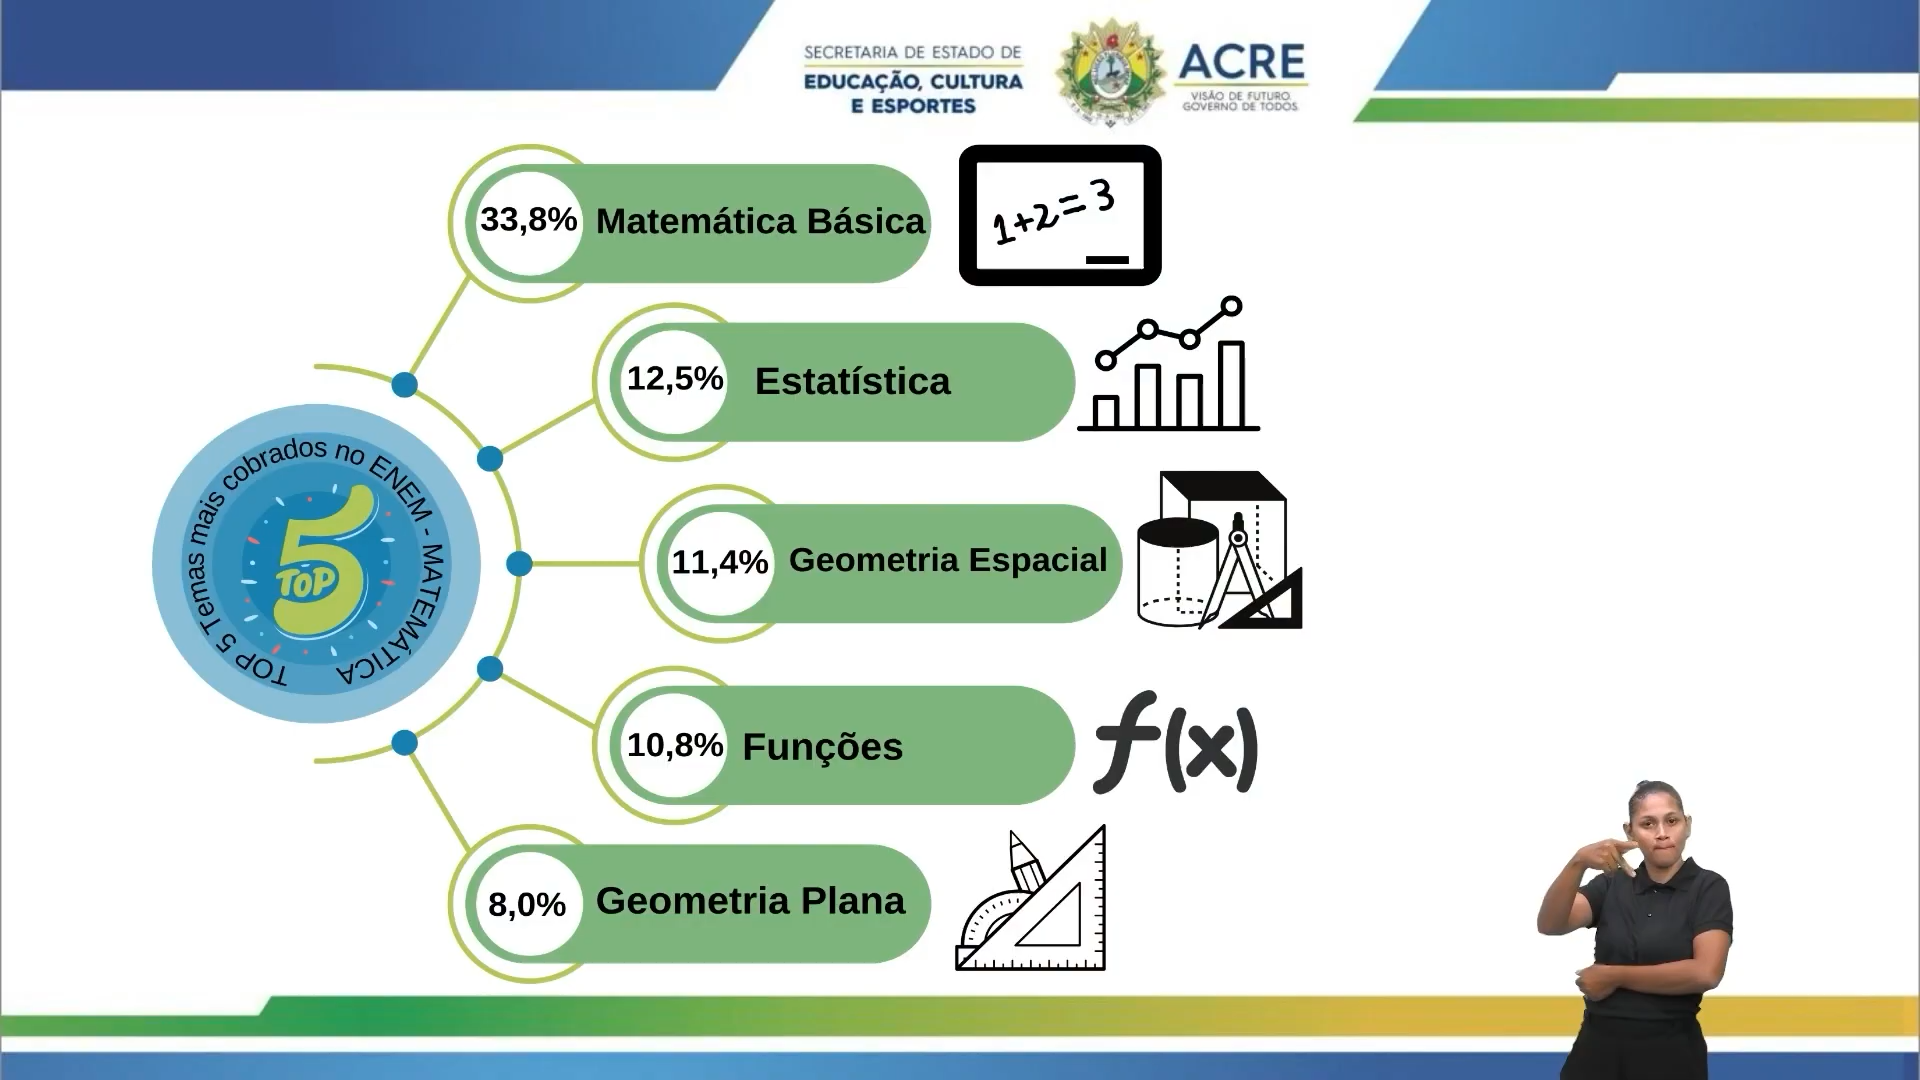 SECRETARIA DE ESTADO DE
EDUCAÇÃO, CULTURA
E ESPORTES
ACRE
VISÃO DE FUTURO.
GOVERNO DE TODOS.
33,8% Matemática Básica
1+2=3
12,5% Estatística
TOP 5 Temas mais cobrados no ENEM - MATEMÁTICA
5
TOP
11,4% Geometria Espacial
10,8% Funções
f(x)
8,0% Geometria Plana